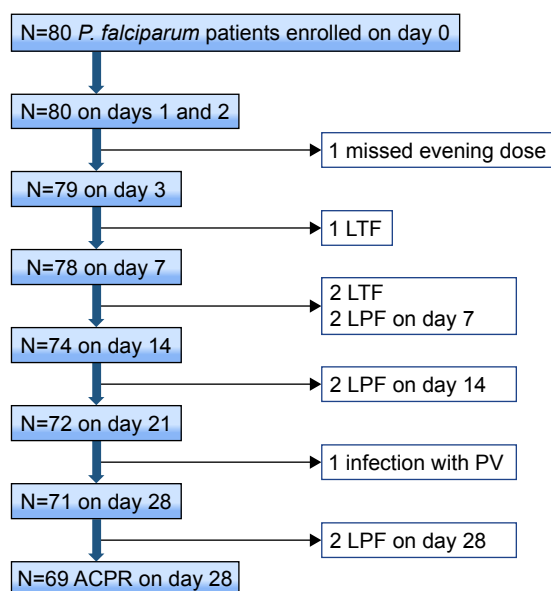 N=80 P. falciparum patients enrolled on day 0
N=80 on days 1 and 2
1 missed evening dose
N=79 on day 3
1 LTF
N=78 on day 7
2 LTF
2 LPF on day 7
N=74 on day 14
2 LPF on day 14
N=72 on day 21
1 infection with PV
N=71 on day 28
2 LPF on day 28
N=69 ACPR on day 28